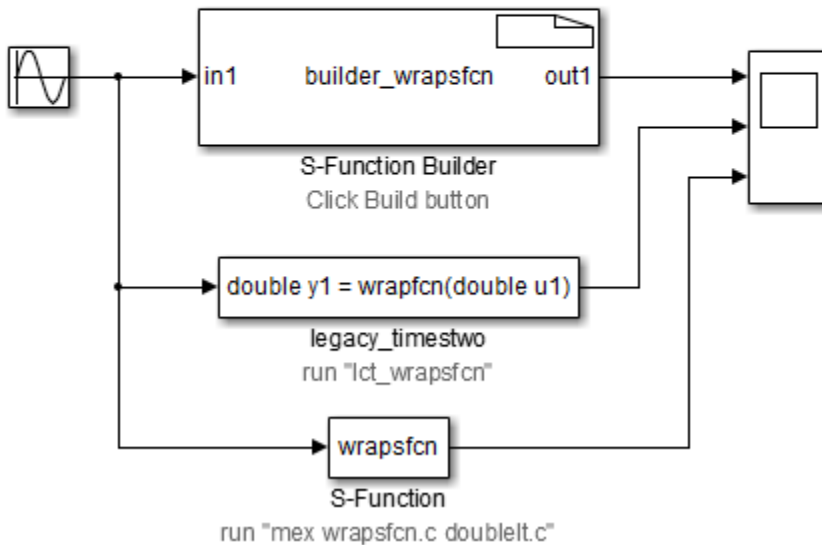 in1 builder_wrapsfcn out1
S-Function Builder
Click Build button
double y1 = wrapfcn(double u1)
legacy_timestwo
run "lct_wrapsfcn"
wrapsfcn
S-Function
run "mex wrapsfcn.c doubleIt.c"